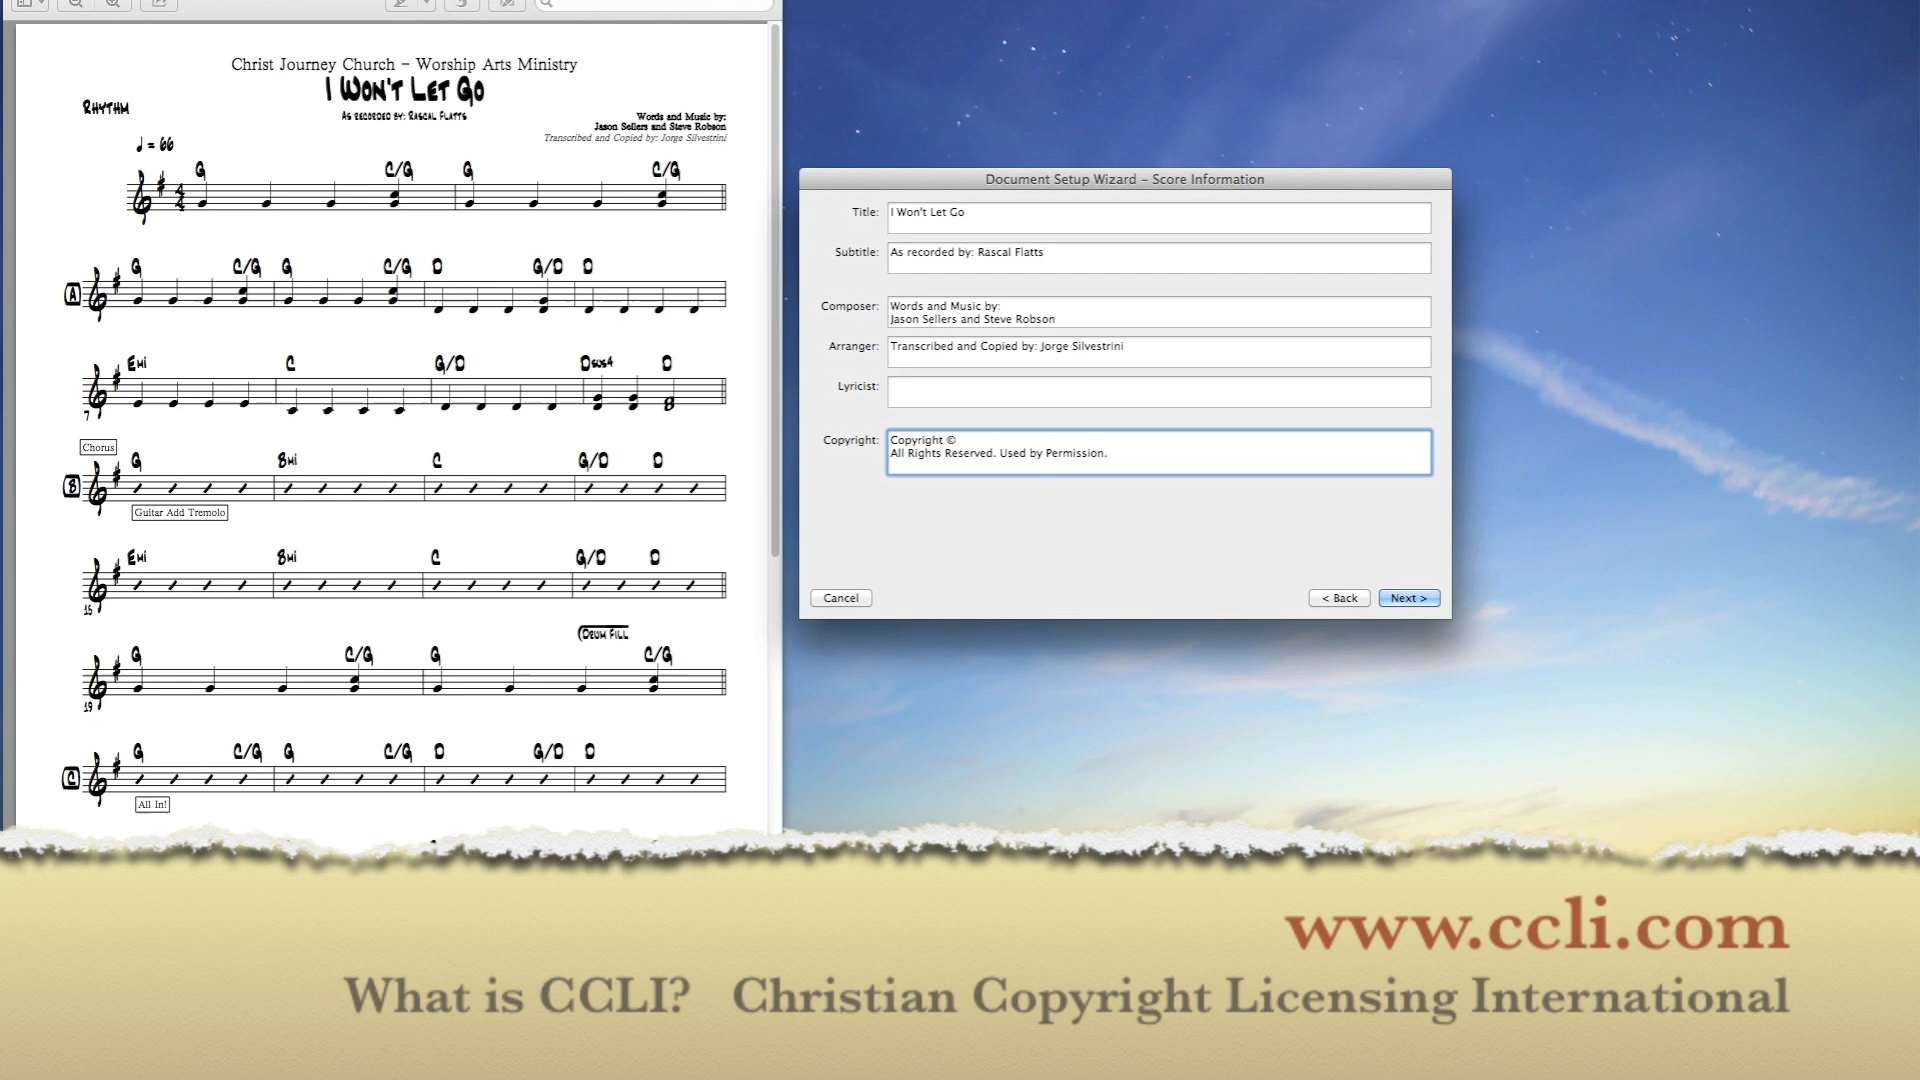 Christ Journey Church – Worship Arts Ministry
I Won't Let Go
Rhythm
As recorded by: Rascal Flatts
Words and Music by:
Jason Sellers and Steve Robson
Transcribed and Copied by: Jorge Silvestrini
♩ = 66
G C/G G C/G
4
4
A
G C/G G C/G D G/D D
Emi C G/D Dsus4 D
7
Chorus
B
G Bmi C G/D D
Guitar Add Tremolo
Emi Bmi C G/D D
15
(Drum Fill
G C/G G C/G
19
C
G C/G G C/G D G/D D
All In!
Document Setup Wizard – Score Information
Title: I Won't Let Go
Subtitle: As recorded by: Rascal Flatts
Composer: Words and Music by:
Jason Sellers and Steve Robson
Arranger: Transcribed and Copied by: Jorge Silvestrini
Lyricist:
Copyright: Copyright ©
All Rights Reserved. Used by Permission.
Cancel < Back Next >
www.ccli.com
What is CCLI? Christian Copyright Licensing International